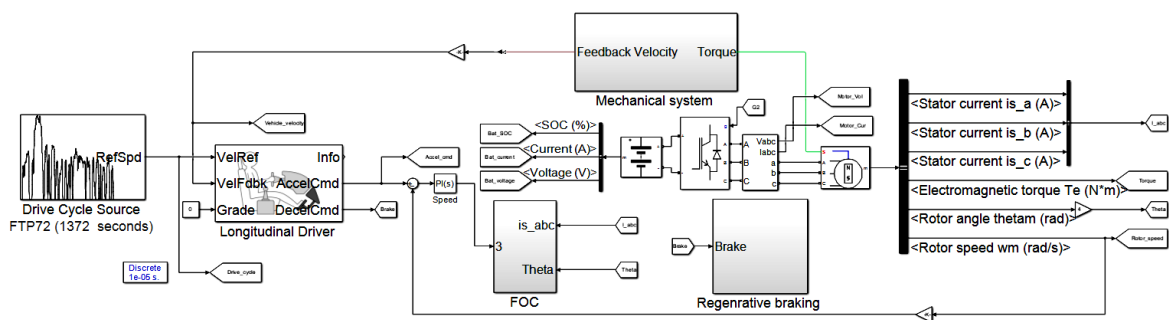 Feedback Velocity
Torque
Mechanical system
RefSpd
Drive Cycle Source
FTP72 (1372 seconds)
Discrete
1e-05 s.
Vehicle_velocity
Drive_cycle
VelRef
VelFdbk
Grade
Info
AccelCmd
DecelCmd
Longitudinal Driver
0
Accel_cmd
Brake
PI(s)
Speed
is_abc
3
Theta
FOC
I_abc
Theta
Bat_SOC
Bat_current
Bat_voltage
<SOC (%)>
<Current (A)>
<Voltage (V)>
G2
A
B
C
A
B
C
Vabc
Iabc
a
b
c
Motor_Vol
Motor_Cur
A
B
C
N
S
m
Brake
Brake
Regenrative braking
<Stator current is_a (A)>
<Stator current is_b (A)>
<Stator current is_c (A)>
<Electromagnetic torque Te (N*m)>
<Rotor angle thetam (rad)>
<Rotor speed wm (rad/s)>
4
I_abc
Torque
Theta
Rotor_speed